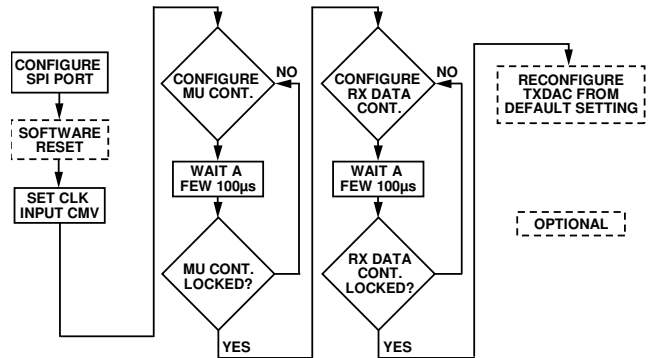 CONFIGURE
SPI PORT
SOFTWARE
RESET
SET CLK
INPUT CMV
CONFIGURE
MU CONT.
NO
WAIT A
FEW 100µs
MU CONT.
LOCKED?
YES
CONFIGURE
RX DATA
CONT.
NO
WAIT A
FEW 100µs
RX DATA
CONT.
LOCKED?
YES
RECONFIGURE
TXDAC FROM
DEFAULT SETTING
OPTIONAL